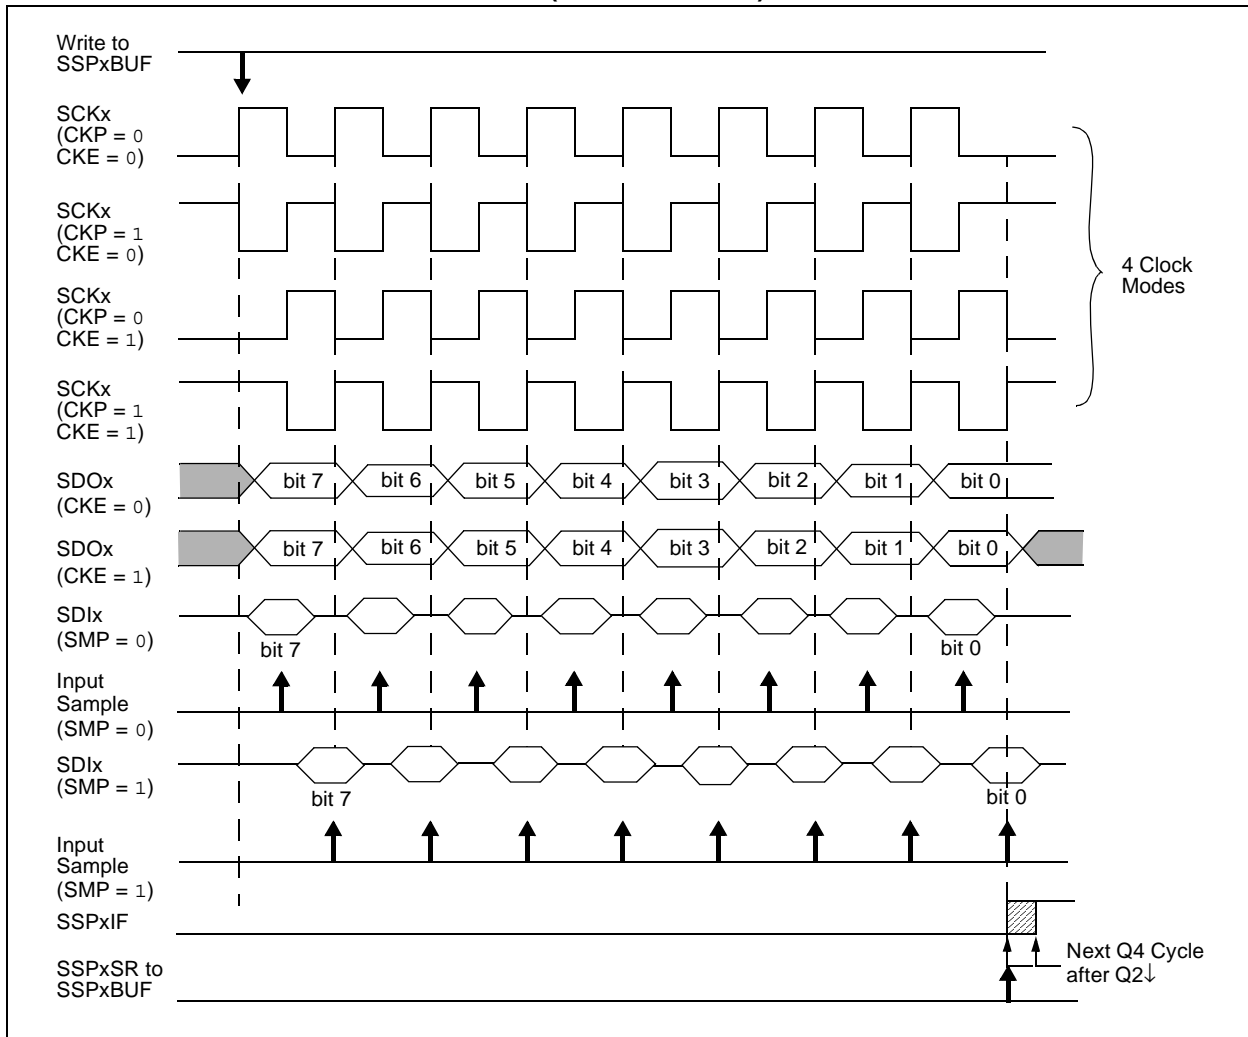 Write to
SSPxBUF
SCKx
(CKP = 0
CKE = 0)
SCKx
(CKP = 1
CKE = 0)
SCKx
(CKP = 0
CKE = 1)
SCKx
(CKP = 1
CKE = 1)
4 Clock
Modes
SDOx
(CKE = 0)
bit 7 bit 6 bit 5 bit 4 bit 3 bit 2 bit 1 bit 0
SDOx
(CKE = 1)
bit 7 bit 6 bit 5 bit 4 bit 3 bit 2 bit 1 bit 0
SDIx
(SMP = 0)
bit 7 bit 0
Input
Sample
(SMP = 0)
SDIx
(SMP = 1)
bit 7 bit 0
Input
Sample
(SMP = 1)
SSPxIF
SSPxSR to
SSPxBUF
Next Q4 Cycle
after Q2↓